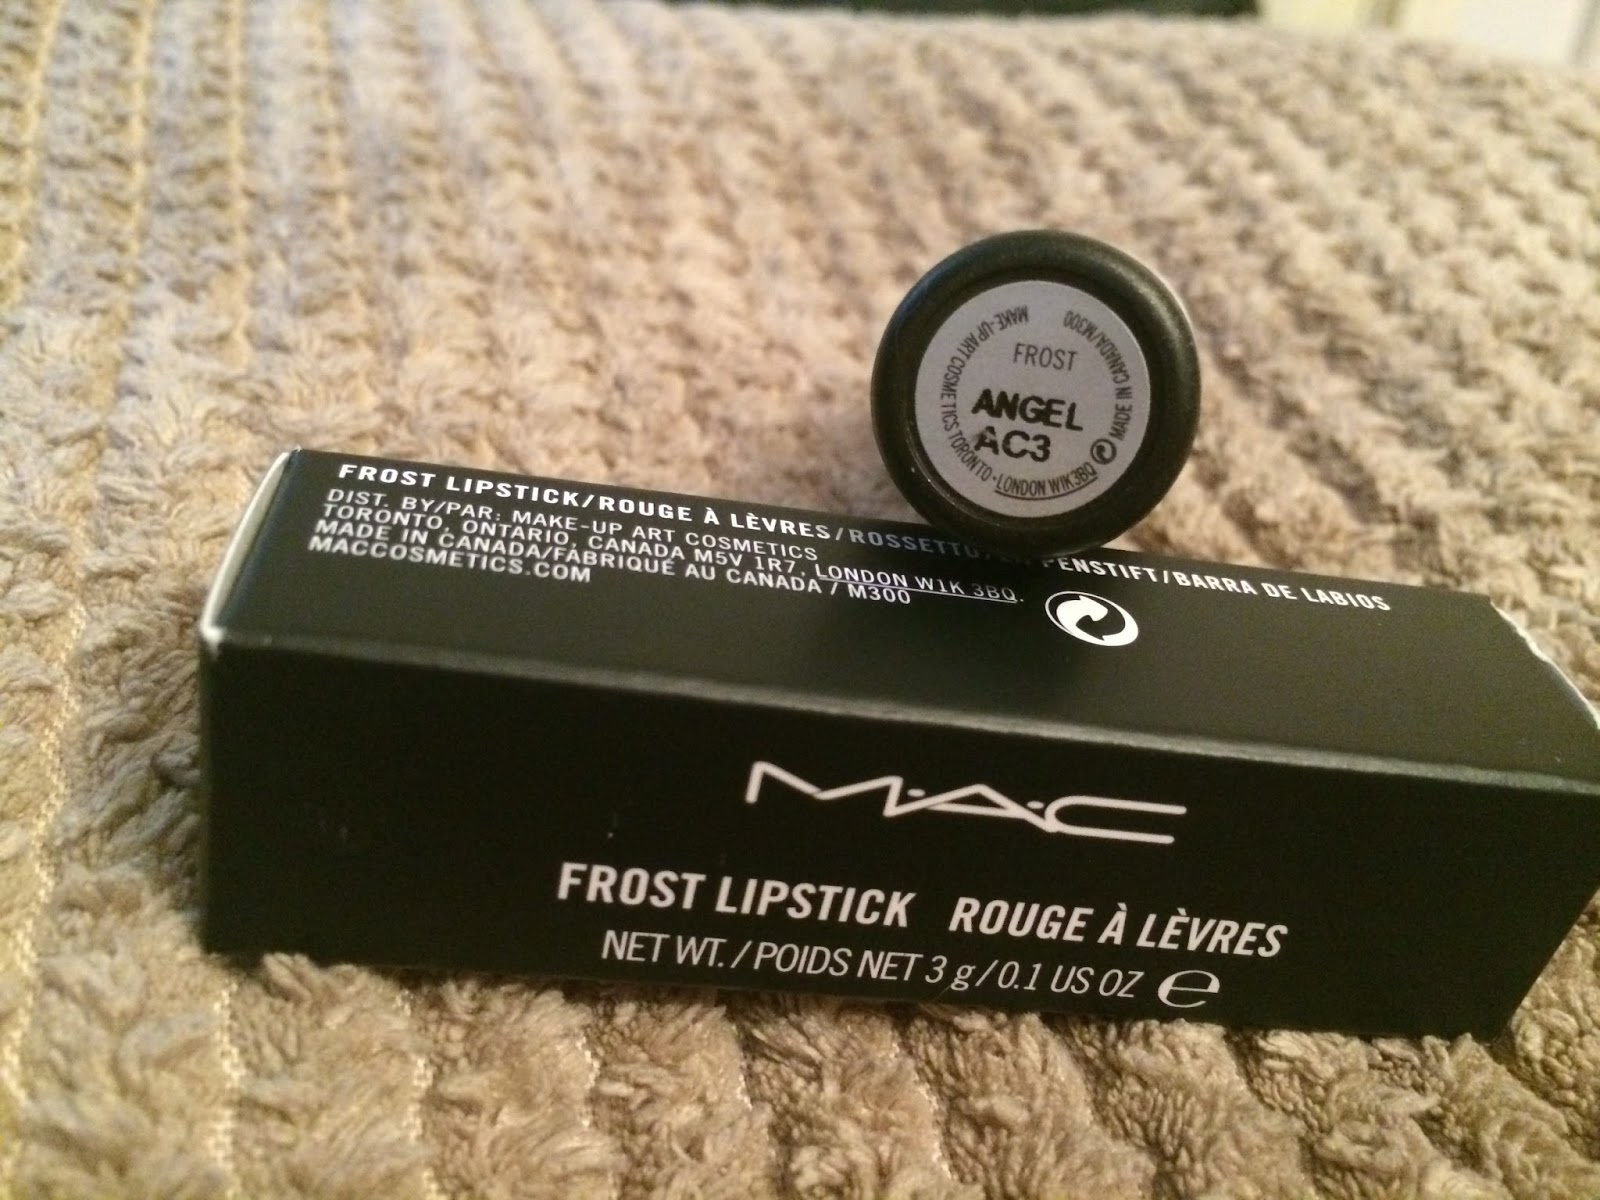 MAKE-UP ART COSMETICS TORONTO • LONDON W1K 3BQ
MADE IN CANADA/M300
FROST
ANGEL
AC3
FROST LIPSTICK/ROUGE À LÈVRES/ROSSETTO/ PENSTIFT/BARRA DE LABIOS
DIST. BY/PAR: MAKE-UP ART COSMETICS
TORONTO, ONTARIO, CANADA M5V 1R7, LONDON W1K 3BQ.
MADE IN CANADA/FABRIQUÉ AU CANADA / M300
MACCOSMETICS.COM
M·A·C
FROST LIPSTICK ROUGE À LÈVRES
NET WT. / POIDS NET 3 g / 0.1 US OZ ℮